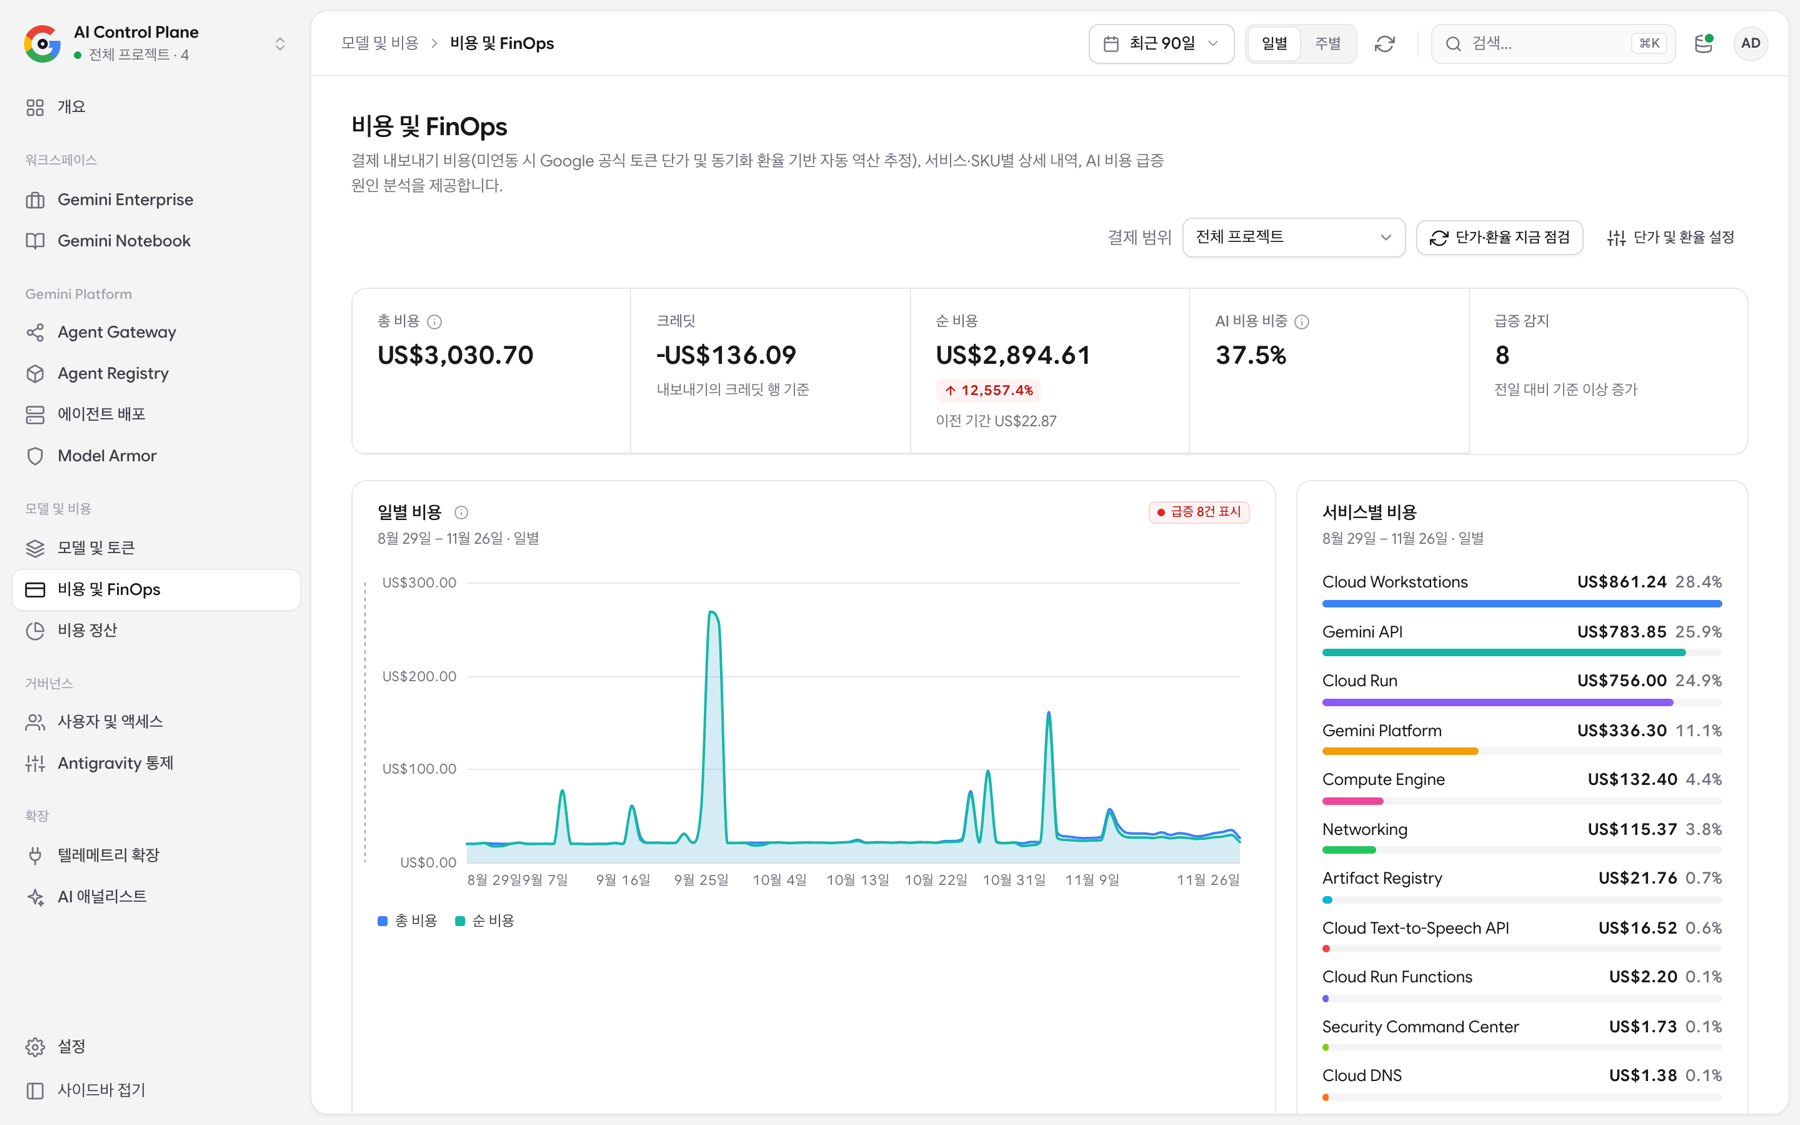 AI Control Plane
전체 프로젝트 · 4
개요
워크스페이스
Gemini Enterprise
Gemini Notebook
Gemini Platform
Agent Gateway
Agent Registry
에이전트 배포
Model Armor
모델 및 비용
모델 및 토큰
비용 및 FinOps
비용 정산
거버넌스
사용자 및 액세스
Antigravity 통제
확장
텔레메트리 확장
AI 애널리스트
설정
사이드바 접기
모델 및 비용 > 비용 및 FinOps
최근 90일
일별 주별
검색... ⌘K
AD
비용 및 FinOps
결제 내보내기 비용(미연동 시 Google 공식 토큰 단가 및 동기화 환율 기반 자동 역산 추정), 서비스·SKU별 상세 내역, AI 비용 급증
원인 분석을 제공합니다.
결제 범위 전체 프로젝트 단가·환율 지금 점검 단가 및 환율 설정
총 비용
US$3,030.70
크레딧
-US$136.09
내보내기의 크레딧 행 기준
순 비용
US$2,894.61
↑ 12,557.4%
이전 기간 US$22.87
AI 비용 비중
37.5%
급증 감지
8
전일 대비 기준 이상 증가
일별 비용
급증 8건 표시
8월 29일 – 11월 26일 · 일별
US$300.00
US$200.00
US$100.00
US$0.00
8월 29일 9월 7일 9월 16일 9월 25일 10월 4일 10월 13일 10월 22일 10월 31일 11월 9일 11월 26일
총 비용 순 비용
서비스별 비용
8월 29일 – 11월 26일 · 일별
Cloud Workstations US$861.24 28.4%
Gemini API US$783.85 25.9%
Cloud Run US$756.00 24.9%
Gemini Platform US$336.30 11.1%
Compute Engine US$132.40 4.4%
Networking US$115.37 3.8%
Artifact Registry US$21.76 0.7%
Cloud Text-to-Speech API US$16.52 0.6%
Cloud Run Functions US$2.20 0.1%
Security Command Center US$1.73 0.1%
Cloud DNS US$1.38 0.1%